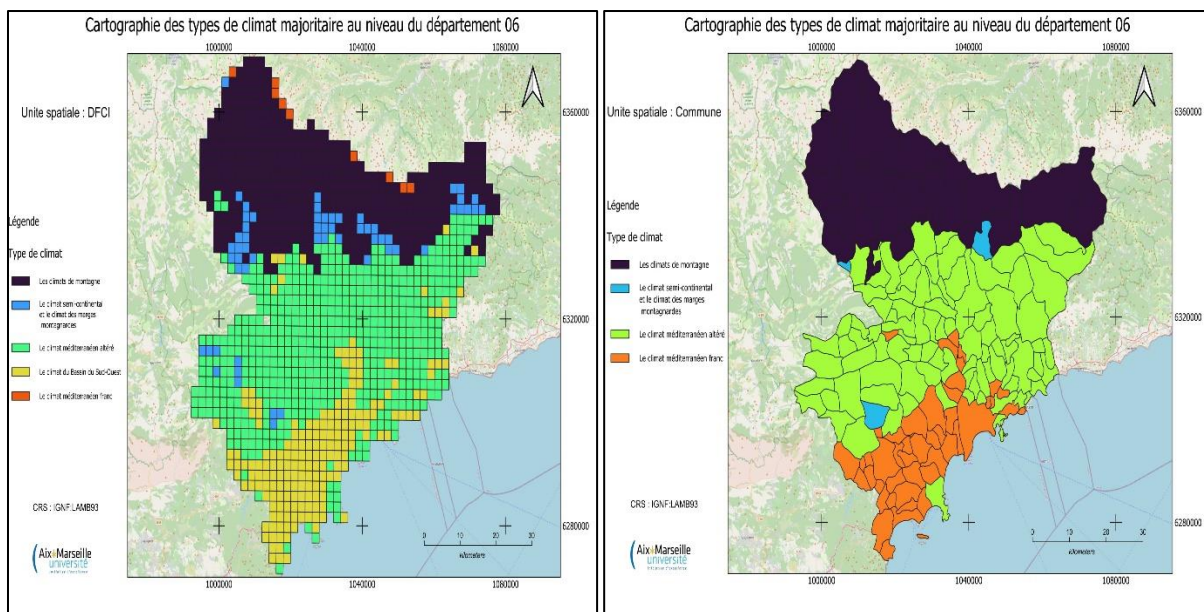 Cartographie des types de climat majoritaire au niveau du département 06
1000000 1040000 1080000
Unite spatiale : DFCI
6360000
Légende
Type de climat
Les climats de montagne
Le climat semi-continental
et le climat des marges
montagnardes
6320000
Le climat méditerranéen altéré
Le climat du Bassin du Sud-Ouest
Le climat méditerranéen franc
CRS : IGNF:LAMB93
6280000
0 10 20 30
kilometers
Aix*Marseille
université
1000000 1040000 1080000
Cartographie des types de climat majoritaire au niveau du département 06
1000000 1040000 1080000
Unite spatiale : Commune
6360000
Légende
Type de climat
Les climats de montagne
Le climat semi-continental
et le climat des marges
montagnardes
6320000
Le climat méditerranéen altéré
Le climat méditerranéen franc
CRS : IGNF:LAMB93
6280000
0 10 20 30
kilometers
Aix*Marseille
université
1000000 1040000 1080000